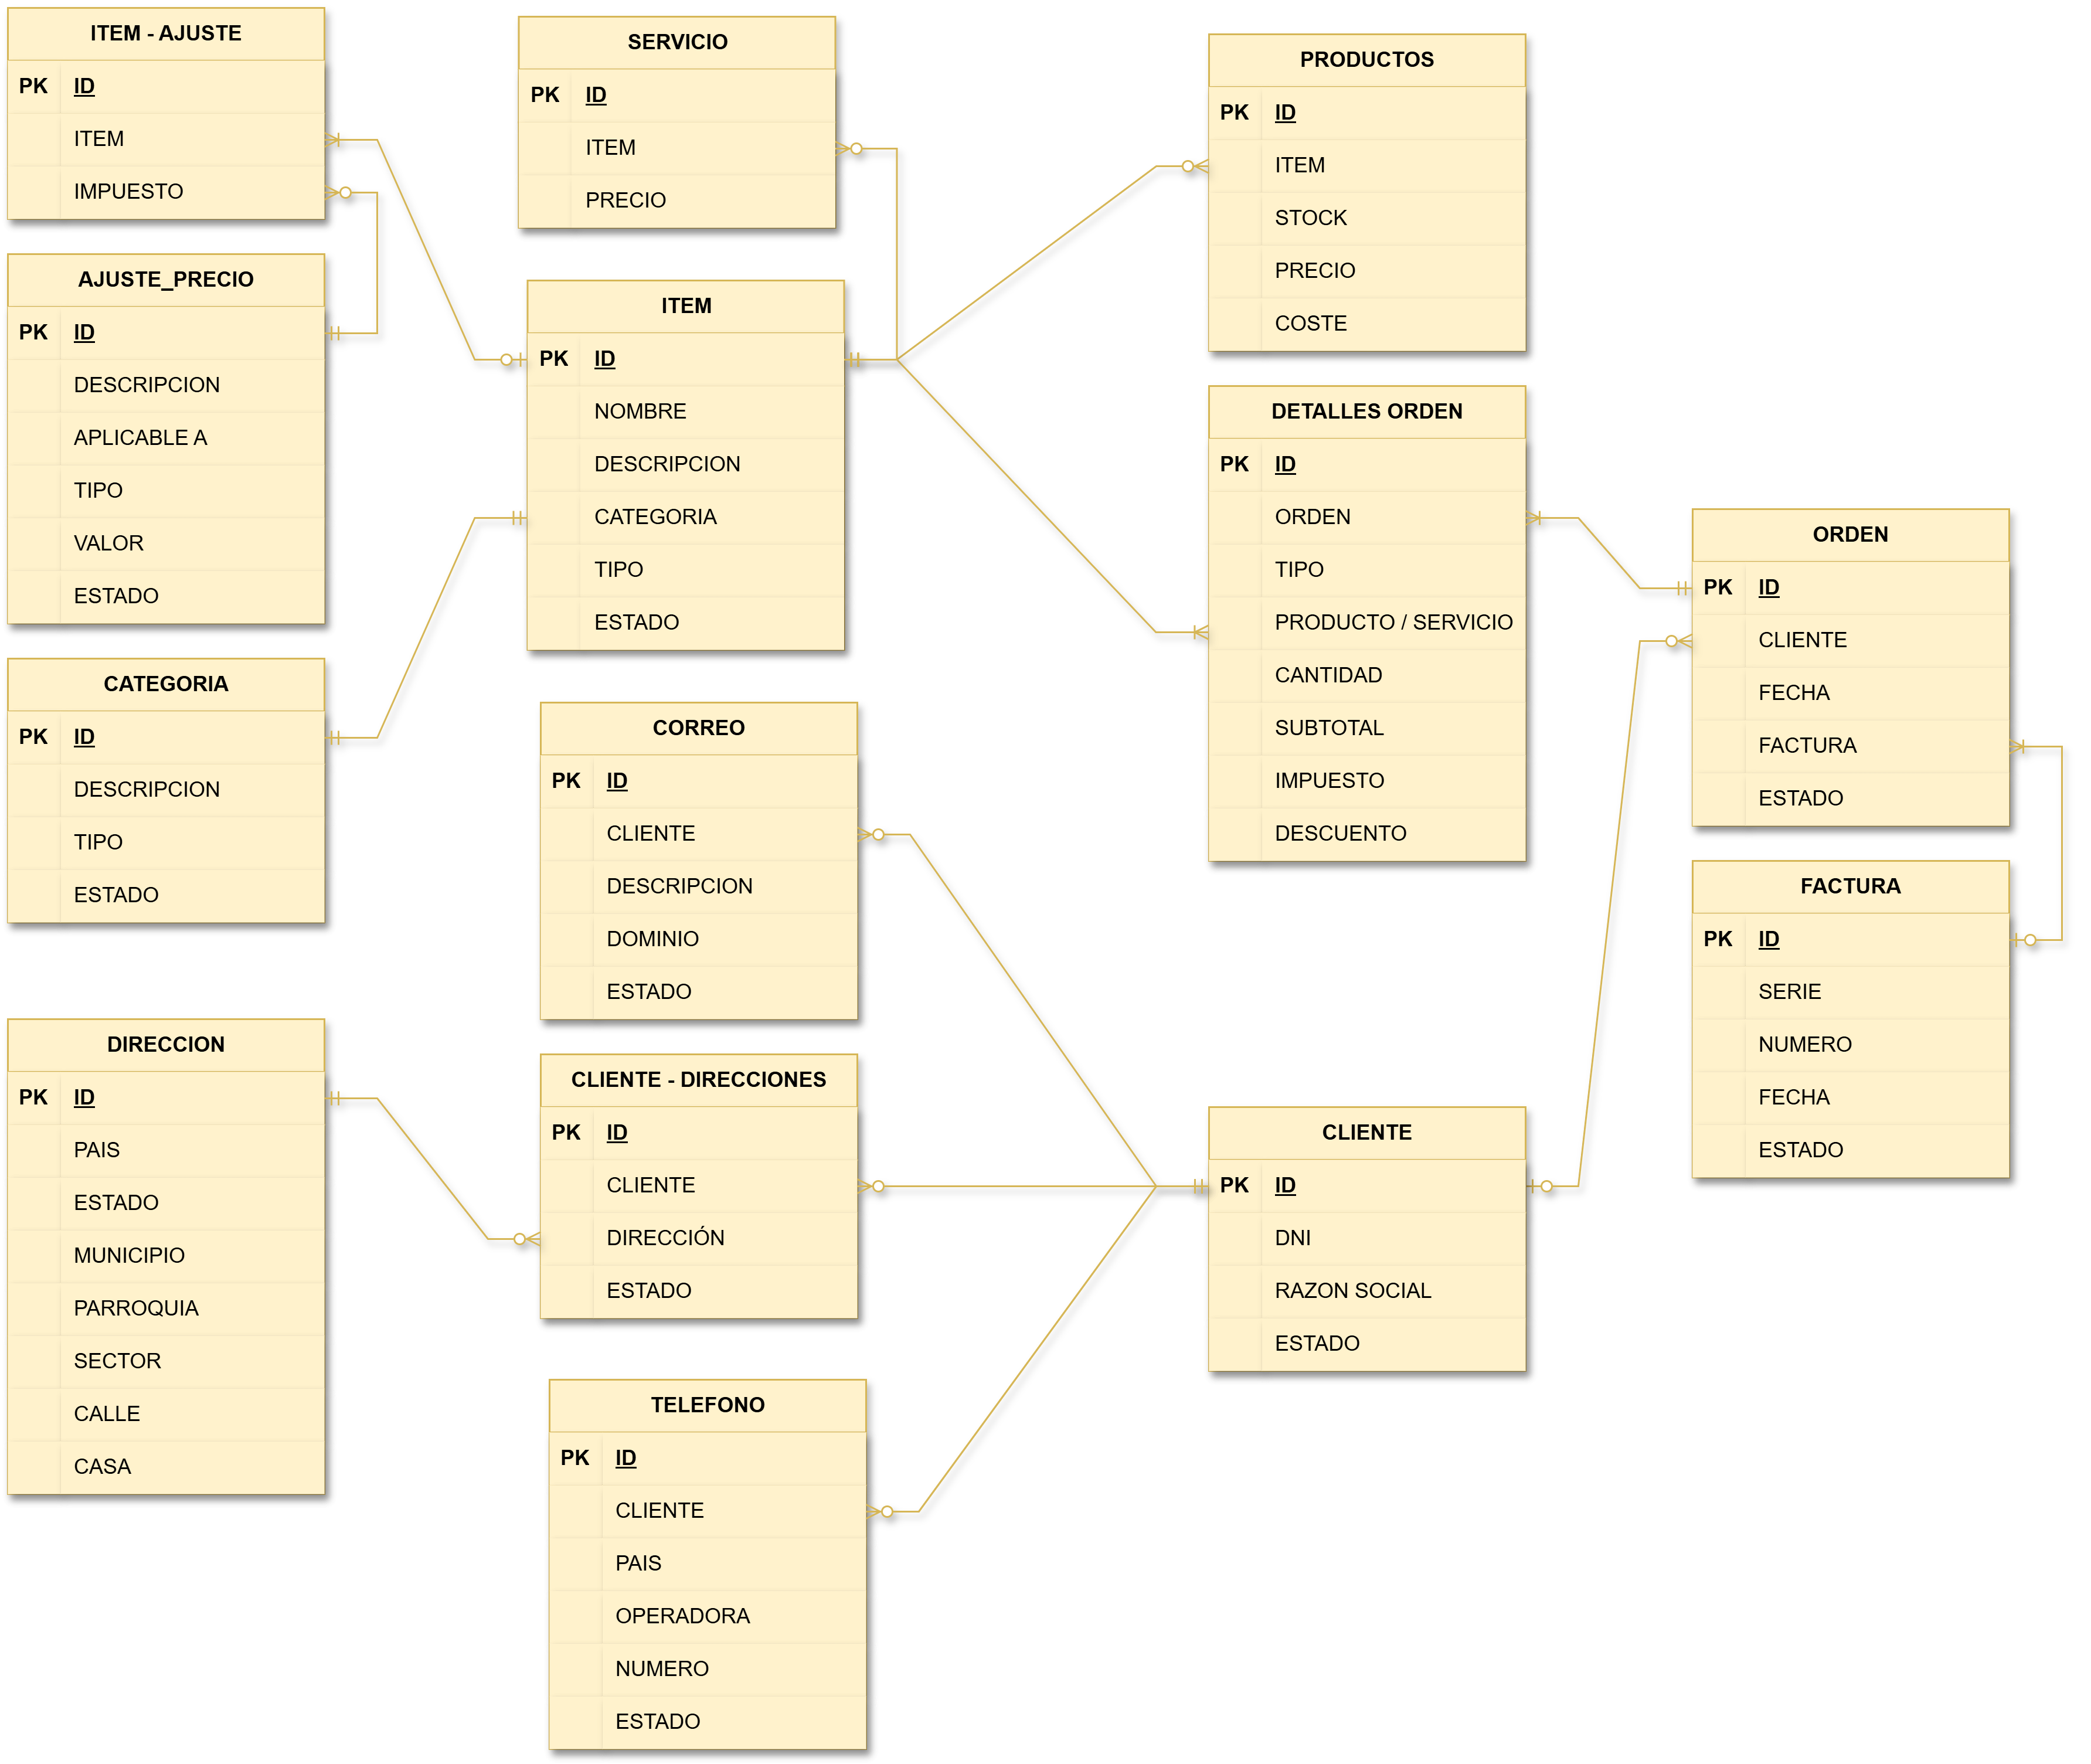 ITEM - AJUSTE
PK ID
ITEM
IMPUESTO
AJUSTE_PRECIO
PK ID
DESCRIPCION
APLICABLE A
TIPO
VALOR
ESTADO
CATEGORIA
PK ID
DESCRIPCION
TIPO
ESTADO
DIRECCION
PK ID
PAIS
ESTADO
MUNICIPIO
PARROQUIA
SECTOR
CALLE
CASA
SERVICIO
PK ID
ITEM
PRECIO
ITEM
PK ID
NOMBRE
DESCRIPCION
CATEGORIA
TIPO
ESTADO
CORREO
PK ID
CLIENTE
DESCRIPCION
DOMINIO
ESTADO
CLIENTE - DIRECCIONES
PK ID
CLIENTE
DIRECCIÓN
ESTADO
TELEFONO
PK ID
CLIENTE
PAIS
OPERADORA
NUMERO
ESTADO
PRODUCTOS
PK ID
ITEM
STOCK
PRECIO
COSTE
DETALLES ORDEN
PK ID
ORDEN
TIPO
PRODUCTO / SERVICIO
CANTIDAD
SUBTOTAL
IMPUESTO
DESCUENTO
CLIENTE
PK ID
DNI
RAZON SOCIAL
ESTADO
ORDEN
PK ID
CLIENTE
FECHA
FACTURA
ESTADO
FACTURA
PK ID
SERIE
NUMERO
FECHA
ESTADO